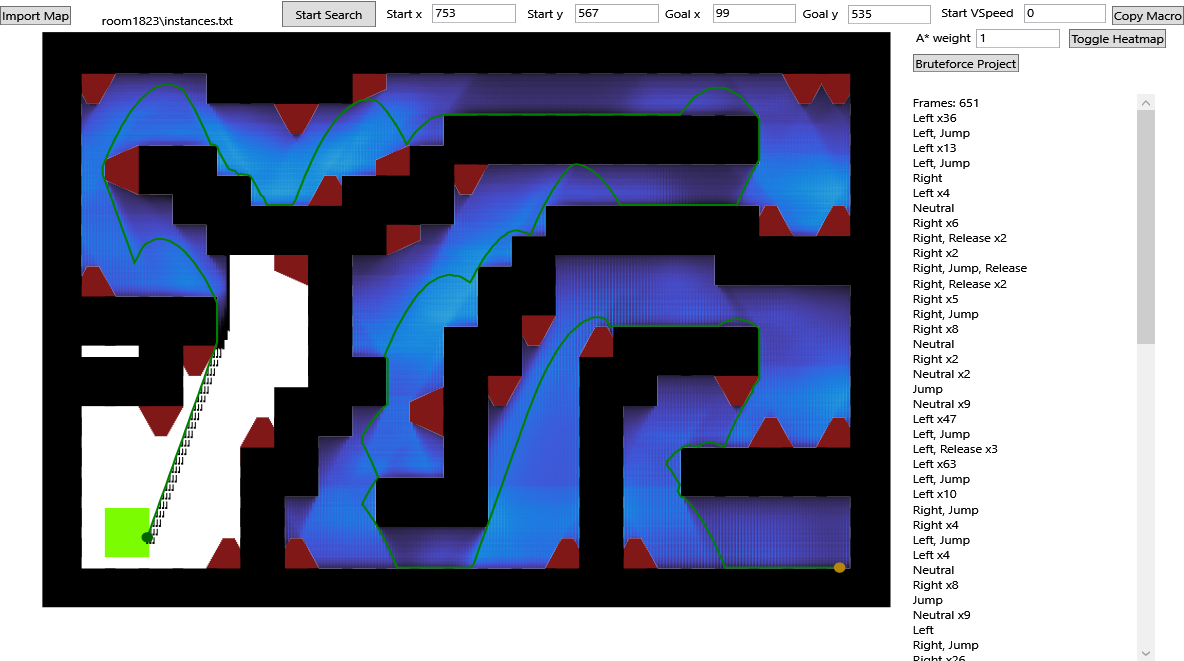 Import Map
room1823\instances.txt
Start Search
Start x 753
Start y 567
Goal x 99
Goal y 535
Start VSpeed 0
Copy Macro
A* weight 1
Toggle Heatmap
Bruteforce Project
Frames: 651
Left x36
Left, Jump
Left x13
Left, Jump
Right
Left x4
Neutral
Right x6
Right, Release x2
Right x2
Right, Jump, Release
Right, Release x2
Right x5
Right, Jump
Right x8
Neutral
Right x2
Neutral x2
Jump
Neutral x9
Left x47
Left, Jump
Left, Release x3
Left x63
Left, Jump
Left x10
Right, Jump
Right x4
Left, Jump
Left x4
Neutral
Right x8
Jump
Neutral x9
Left
Right, Jump
Right x26